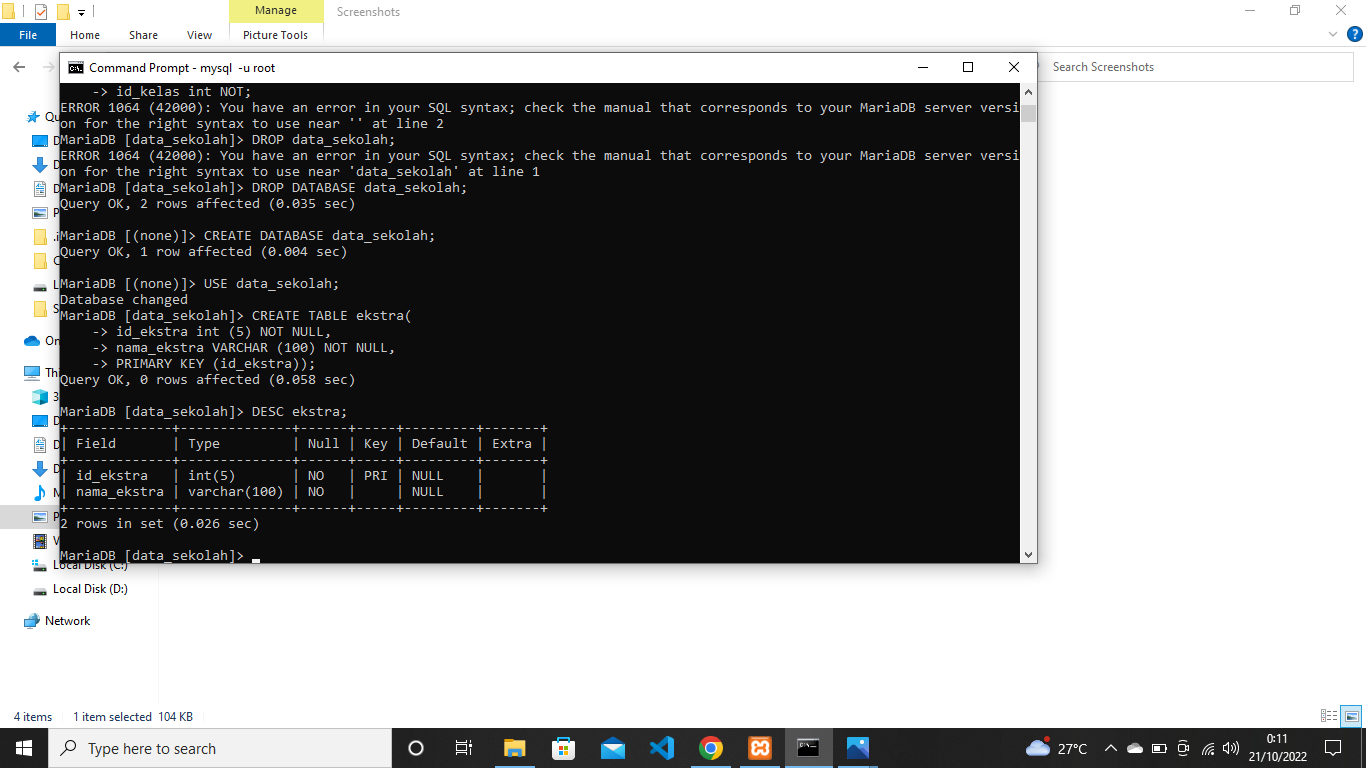 Manage
Screenshots
File
Home
Share
View
Picture Tools
Search Screenshots
Command Prompt - mysql  -u root
    -> id_kelas int NOT;
ERROR 1064 (42000): You have an error in your SQL syntax; check the manual that corresponds to your MariaDB server versi
on for the right syntax to use near '' at line 2
MariaDB [data_sekolah]> DROP data_sekolah;
ERROR 1064 (42000): You have an error in your SQL syntax; check the manual that corresponds to your MariaDB server versi
on for the right syntax to use near 'data_sekolah' at line 1
MariaDB [data_sekolah]> DROP DATABASE data_sekolah;
Query OK, 2 rows affected (0.035 sec)
MariaDB [(none)]> CREATE DATABASE data_sekolah;
Query OK, 1 row affected (0.004 sec)
MariaDB [(none)]> USE data_sekolah;
Database changed
MariaDB [data_sekolah]> CREATE TABLE ekstra(
    -> id_ekstra int (5) NOT NULL,
    -> nama_ekstra VARCHAR (100) NOT NULL,
    -> PRIMARY KEY (id_ekstra));
Query OK, 0 rows affected (0.058 sec)
MariaDB [data_sekolah]> DESC ekstra;
+-------------+--------------+------+-----+---------+-------+
| Field       | Type         | Null | Key | Default | Extra |
+-------------+--------------+------+-----+---------+-------+
| id_ekstra   | int(5)       | NO   | PRI | NULL    |       |
| nama_ekstra | varchar(100) | NO   |     | NULL    |       |
+-------------+--------------+------+-----+---------+-------+
2 rows in set (0.026 sec)
MariaDB [data_sekolah]>
Local Disk (C:)
Local Disk (D:)
Network
4 items
1 item selected  104 KB
Type here to search
27°C
0:11
21/10/2022